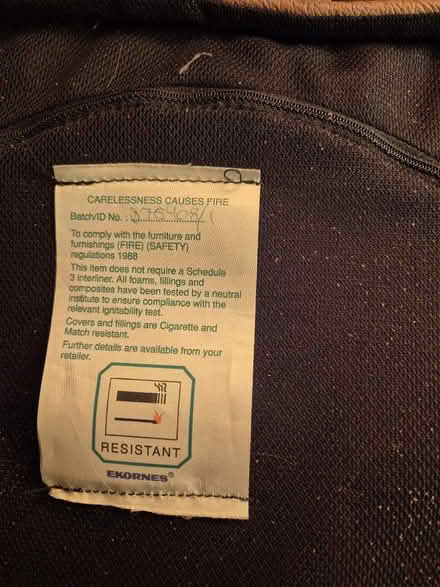 CARELESSNESS CAUSES FIRE
Batch/ID No.
To comply with the furniture and
furnishings (FIRE) (SAFETY)
regulations 1988
This item does not require a Schedule
3 interliner. All foams, fillings and
composites have been tested by a neutral
institute to ensure compliance with the
relevant ignitability test.
Covers and fillings are Cigarette and
Match resistant.
Further details are available from your
retailer.
RESISTANT
EKORNES®